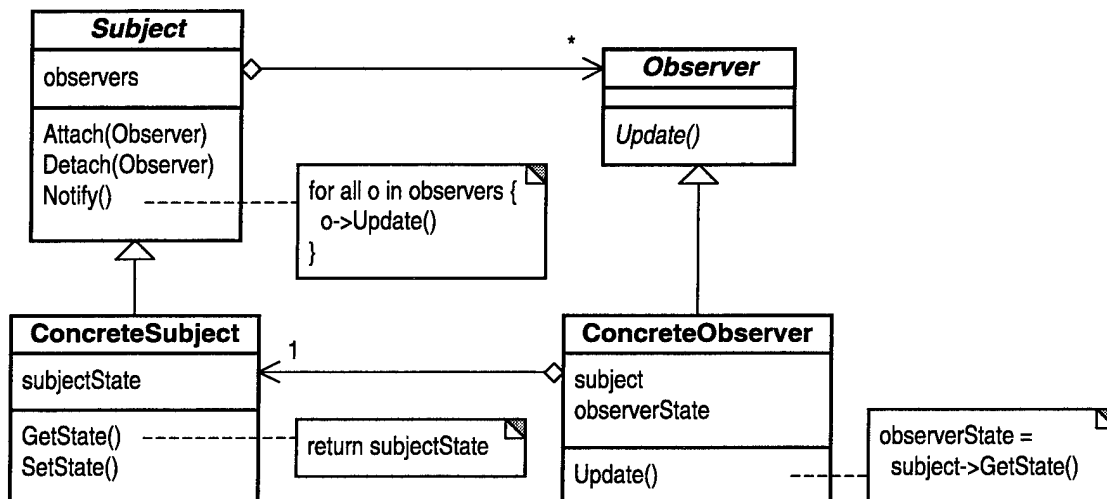 Subject
observers
Attach(Observer)
Detach(Observer)
Notify()
for all o in observers {
o->Update()
}
*
Observer
Update()
ConcreteSubject
subjectState
GetState()
SetState()
return subjectState
1
ConcreteObserver
subject
observerState
Update()
observerState =
subject->GetState()